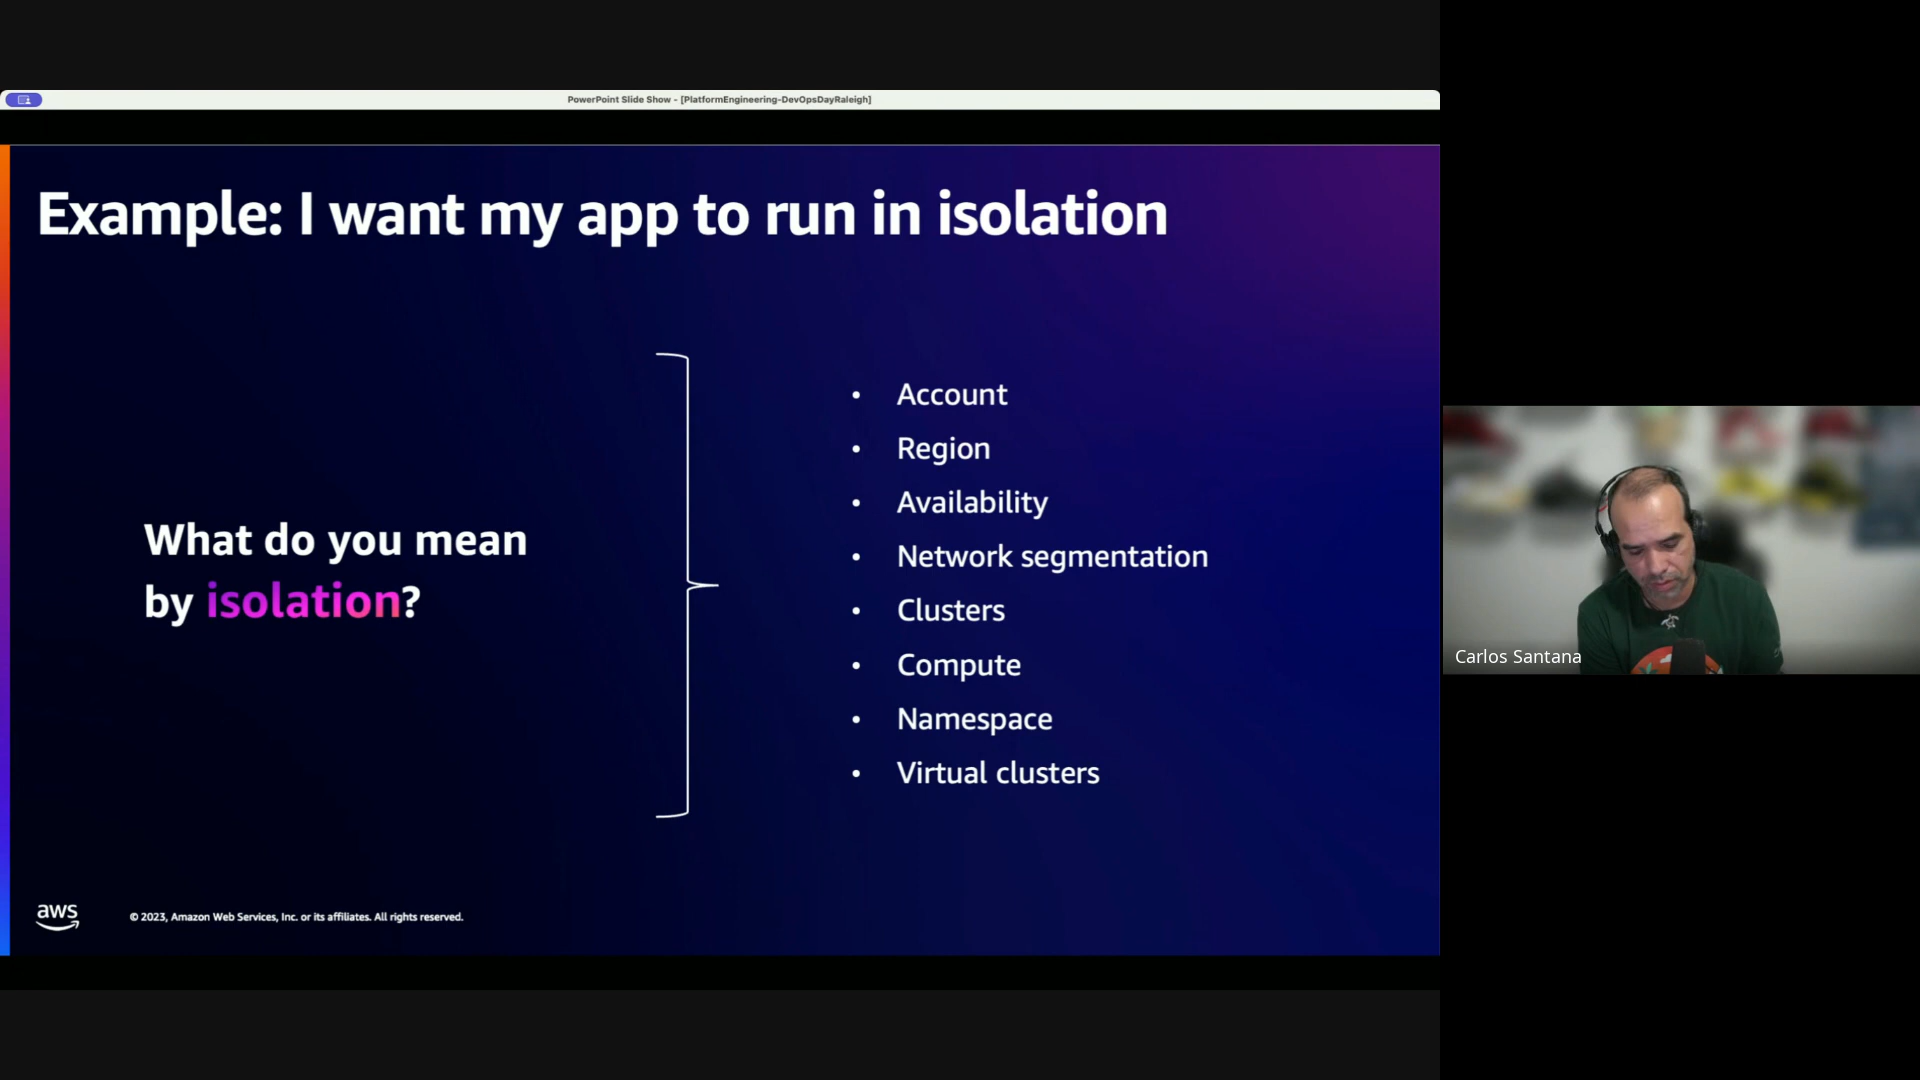 PowerPoint Slide Show - [PlatformEngineering-DevOpsDayRaleigh]
Example: I want my app to run in isolation
What do you mean
by isolation?
• Account
• Region
• Availability
• Network segmentation
• Clusters
• Compute
• Namespace
• Virtual clusters
aws
© 2023, Amazon Web Services, Inc. or its affiliates. All rights reserved.
Carlos Santana